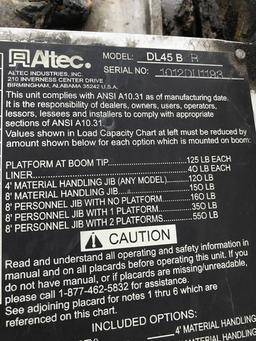 Altec.
MODEL: DL45 B R
ALTEC INDUSTRIES, INC.
210 INVERNESS CENTER DRIVE
BIRMINGHAM, ALABAMA 35242 U.S.A.
SERIAL NO: 1012DU1193
This unit complies with ANSI A10.31 as of manufacturing date.
It is the responsibility of dealers, owners, users, operators,
lessors, lessees and installers to comply with appropriate
sections of ANSI A10.31.
Values shown in Load Capacity Chart at left must be reduced by
amount shown below for each option which is mounted on boom:
PLATFORM AT BOOM TIP 125 LB EACH
LINER 40 LB EACH
4' MATERIAL HANDLING JIB (ANY MODEL) 120 LB
8' MATERIAL HANDLING JIB 150 LB
8' PERSONNEL JIB WITH NO PLATFORM 160 LB
8' PERSONNEL JIB WITH 1 PLATFORM 350 LB
8' PERSONNEL JIB WITH 2 PLATFORMS 550 LB
CAUTION
Read and understand all operating and safety information in
manual and on all placards before operating this unit. If you
do not have manual, or if placards are missing/unreadable,
please call 1-877-462-5832 for assistance.
See adjoining placard for notes 1 thru 6 which are
referenced on this chart.
INCLUDED OPTIONS:
4' MATERIAL HANDLING
8' MATERIAL HANDLING